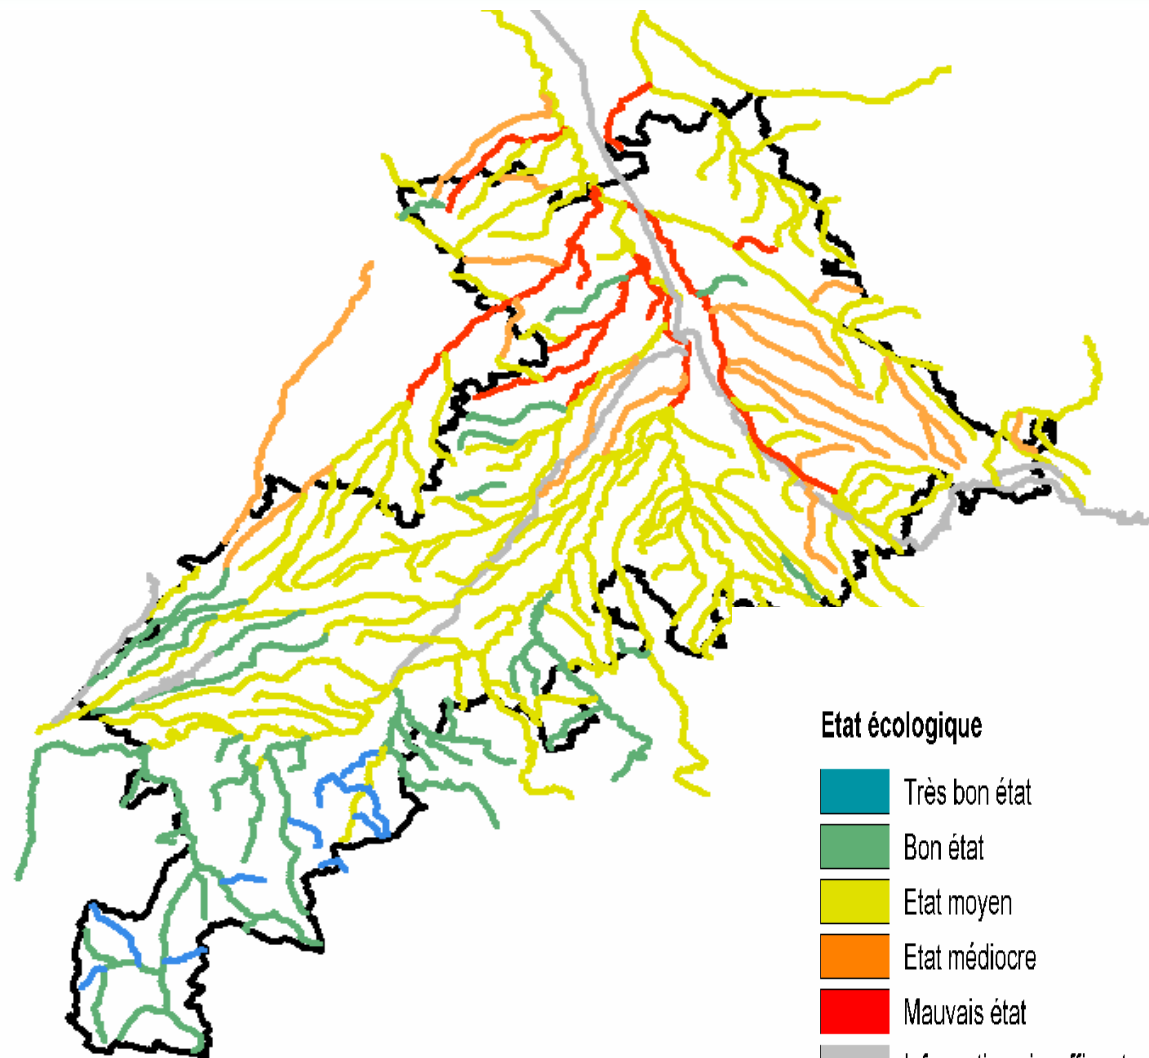 Etat écologique
Très bon état
Bon état
Etat moyen
Etat médiocre
Mauvais état